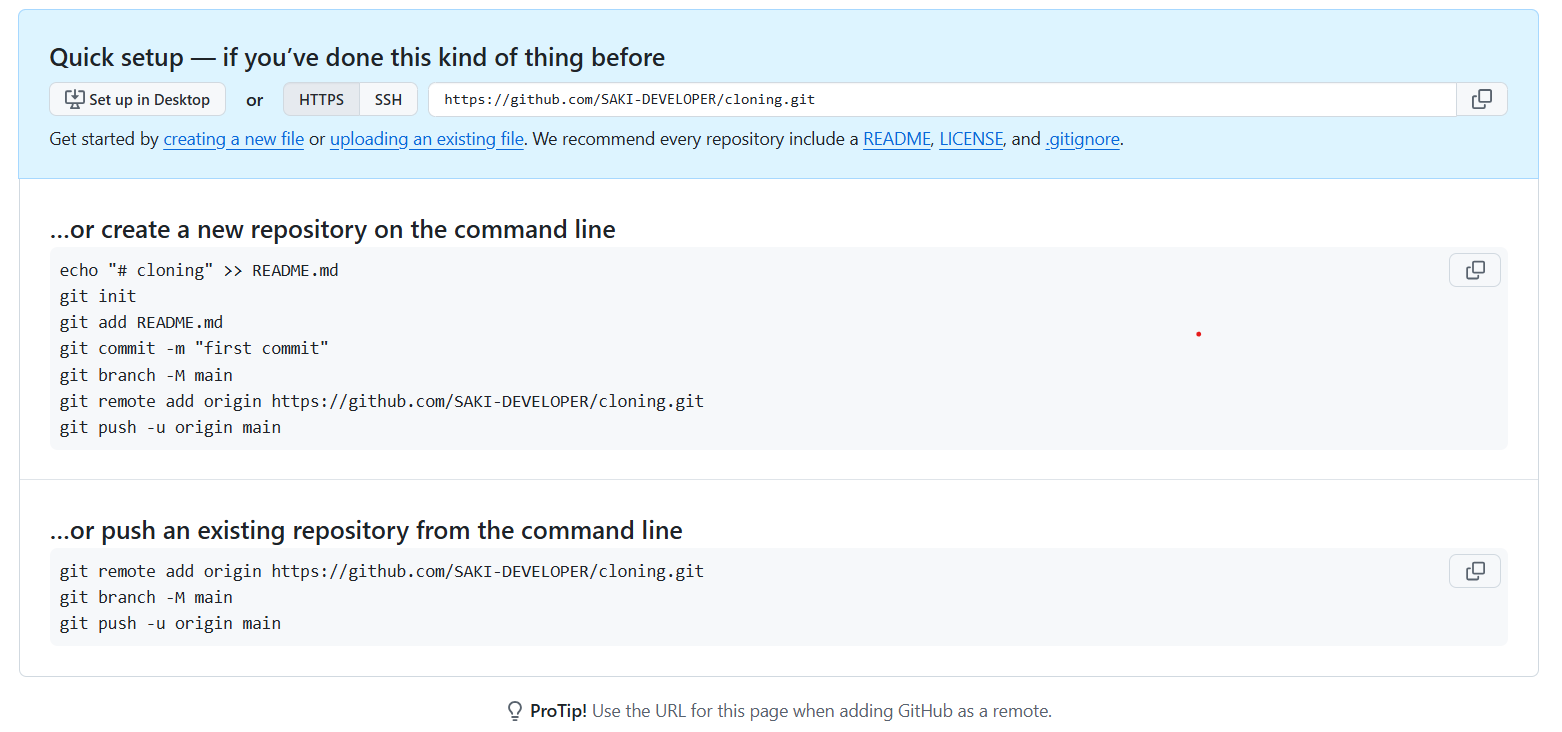 Quick setup — if you’ve done this kind of thing before
Set up in Desktop or HTTPS SSH https://github.com/SAKI-DEVELOPER/cloning.git
Get started by creating a new file or uploading an existing file. We recommend every repository include a README, LICENSE, and .gitignore.
…or create a new repository on the command line
echo "# cloning" >> README.md
git init
git add README.md
git commit -m "first commit"
git branch -M main
git remote add origin https://github.com/SAKI-DEVELOPER/cloning.git
git push -u origin main
…or push an existing repository from the command line
git remote add origin https://github.com/SAKI-DEVELOPER/cloning.git
git branch -M main
git push -u origin main
ProTip! Use the URL for this page when adding GitHub as a remote.